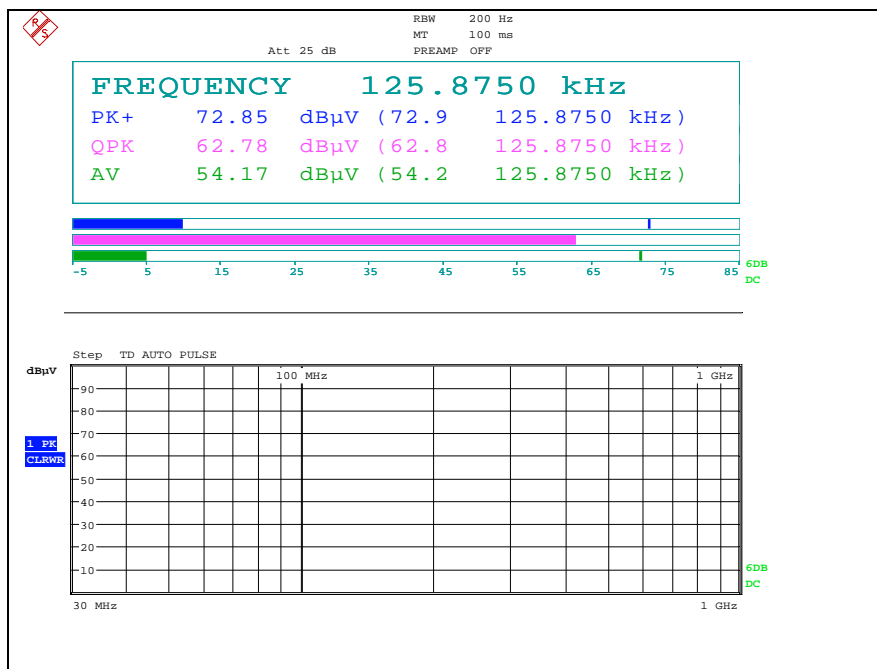 R S
RBW 200 Hz
MT 100 ms
Att 25 dB PREAMP OFF
FREQUENCY 125.8750 kHz
PK+ 72.85 dBµV (72.9 125.8750 kHz)
QPK 62.78 dBµV (62.8 125.8750 kHz)
AV 54.17 dBµV (54.2 125.8750 kHz)
-5 5 15 25 35 45 55 65 75 85
6DB
DC
Step TD AUTO PULSE
dBµV
100 MHz 1 GHz
90
80
70
1 PK
CLRWR
60
50
40
30
20
10
6DB
DC
30 MHz 1 GHz